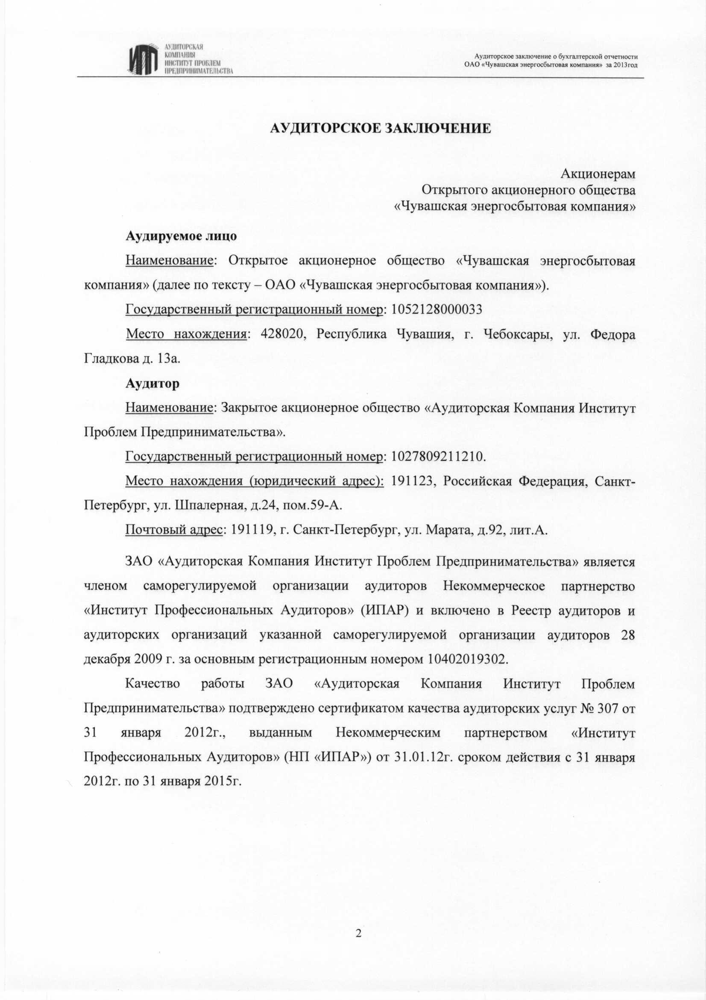 ИПП
АУДИТОРСКАЯ
КОМПАНИЯ
ИНСТИТУТ ПРОБЛЕМ
ПРЕДПРИНИМАТЕЛЬСТВА
Аудиторское заключение о бухгалтерской отчетности
ОАО «Чувашская энергосбытовая компания» за 2013год
АУДИТОРСКОЕ ЗАКЛЮЧЕНИЕ
Акционерам
Открытого акционерного общества
«Чувашская энергосбытовая компания»
Аудируемое лицо
Наименование: Открытое акционерное общество «Чувашская энергосбытовая
компания» (далее по тексту – ОАО «Чувашская энергосбытовая компания»).
Государственный регистрационный номер: 1052128000033
Место нахождения: 428020, Республика Чувашия, г. Чебоксары, ул. Федора
Гладкова д. 13а.
Аудитор
Наименование: Закрытое акционерное общество «Аудиторская Компания Институт
Проблем Предпринимательства».
Государственный регистрационный номер: 1027809211210.
Место нахождения (юридический адрес): 191123, Российская Федерация, Санкт-
Петербург, ул. Шпалерная, д.24, пом.59-А.
Почтовый адрес: 191119, г. Санкт-Петербург, ул. Марата, д.92, лит.А.
ЗАО «Аудиторская Компания Институт Проблем Предпринимательства» является
членом саморегулируемой организации аудиторов Некоммерческое партнерство
«Институт Профессиональных Аудиторов» (ИПАР) и включено в Реестр аудиторов и
аудиторских организаций указанной саморегулируемой организации аудиторов 28
декабря 2009 г. за основным регистрационным номером 10402019302.
Качество работы ЗАО «Аудиторская Компания Институт Проблем
Предпринимательства» подтверждено сертификатом качества аудиторских услуг № 307 от
31 января 2012г., выданным Некоммерческим партнерством «Институт
Профессиональных Аудиторов» (НП «ИПАР») от 31.01.12г. сроком действия с 31 января
2012г. по 31 января 2015г.
2